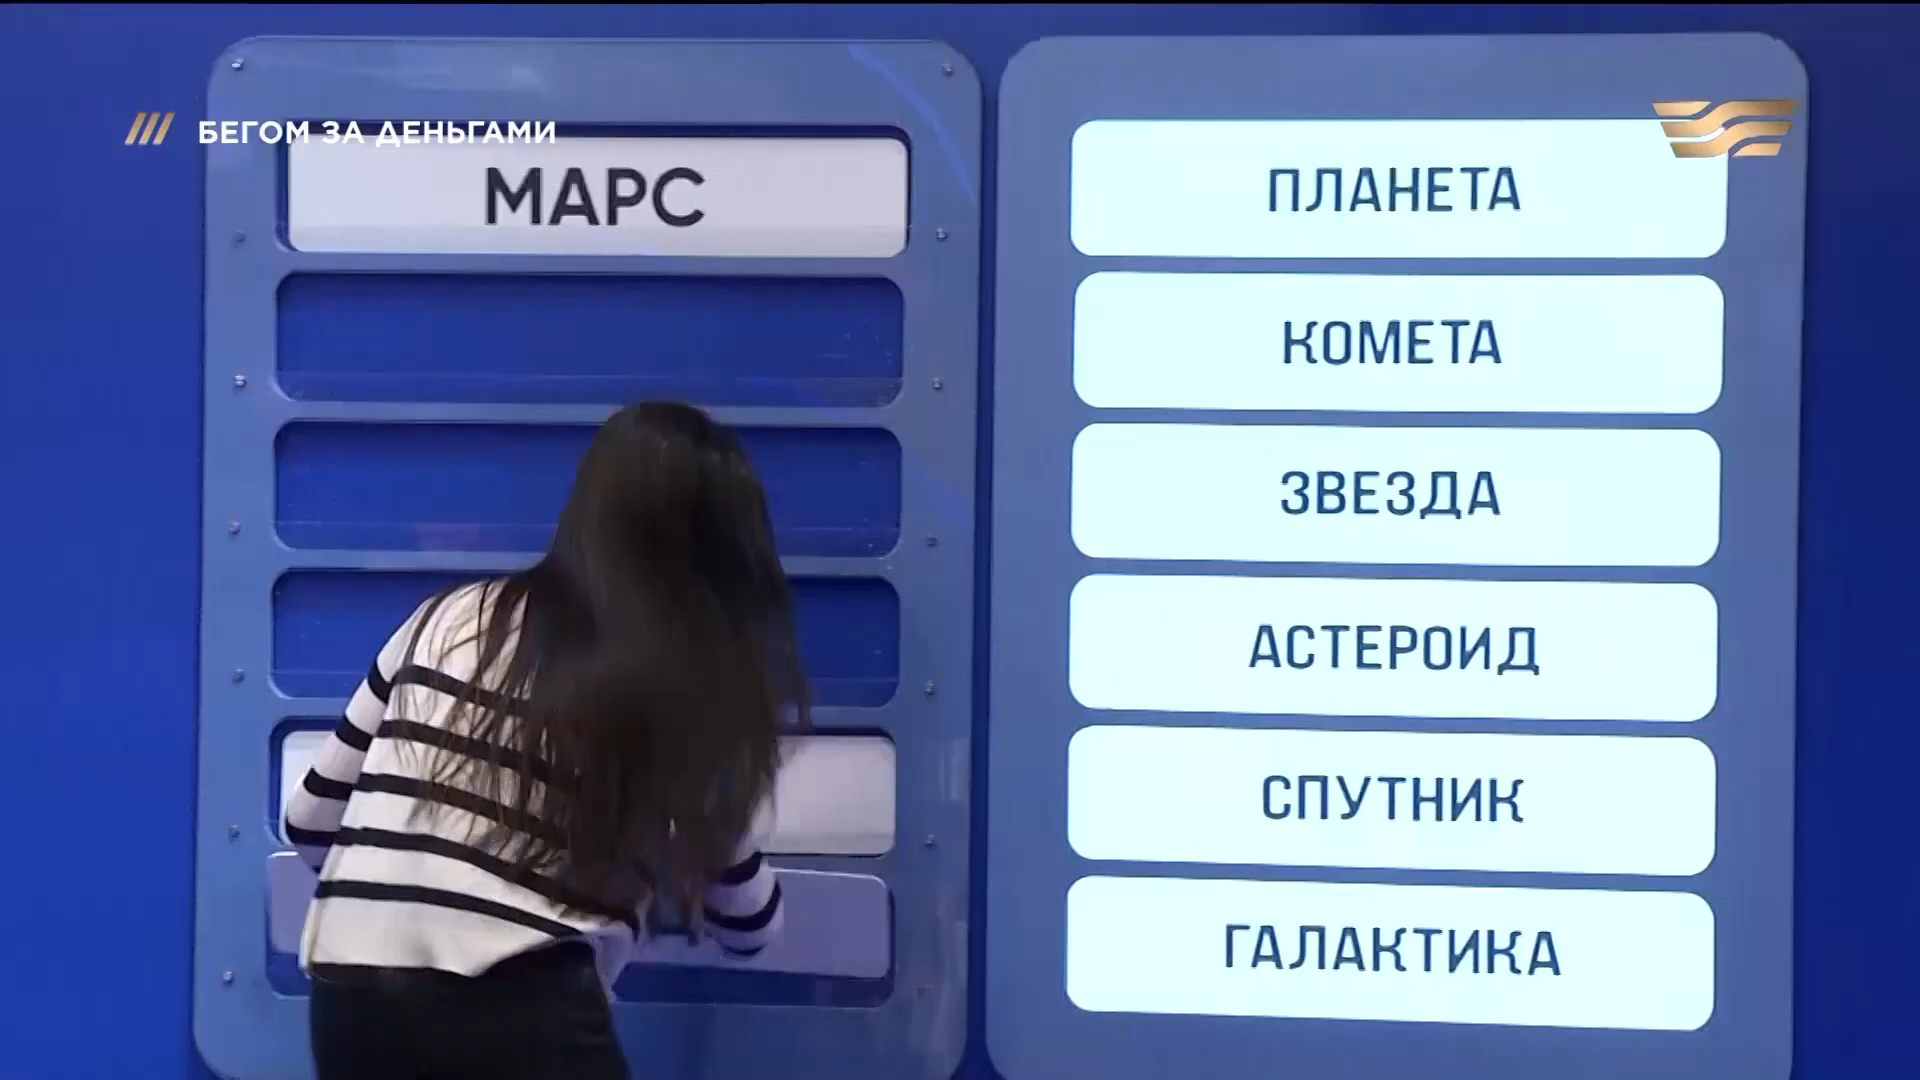 БЕГОМ ЗА ДЕНЬГАМИ
МАРС
ПЛАНЕТА
КОМЕТА
ЗВЕЗДА
АСТЕРОИД
СПУТНИК
ГАЛАКТИКА